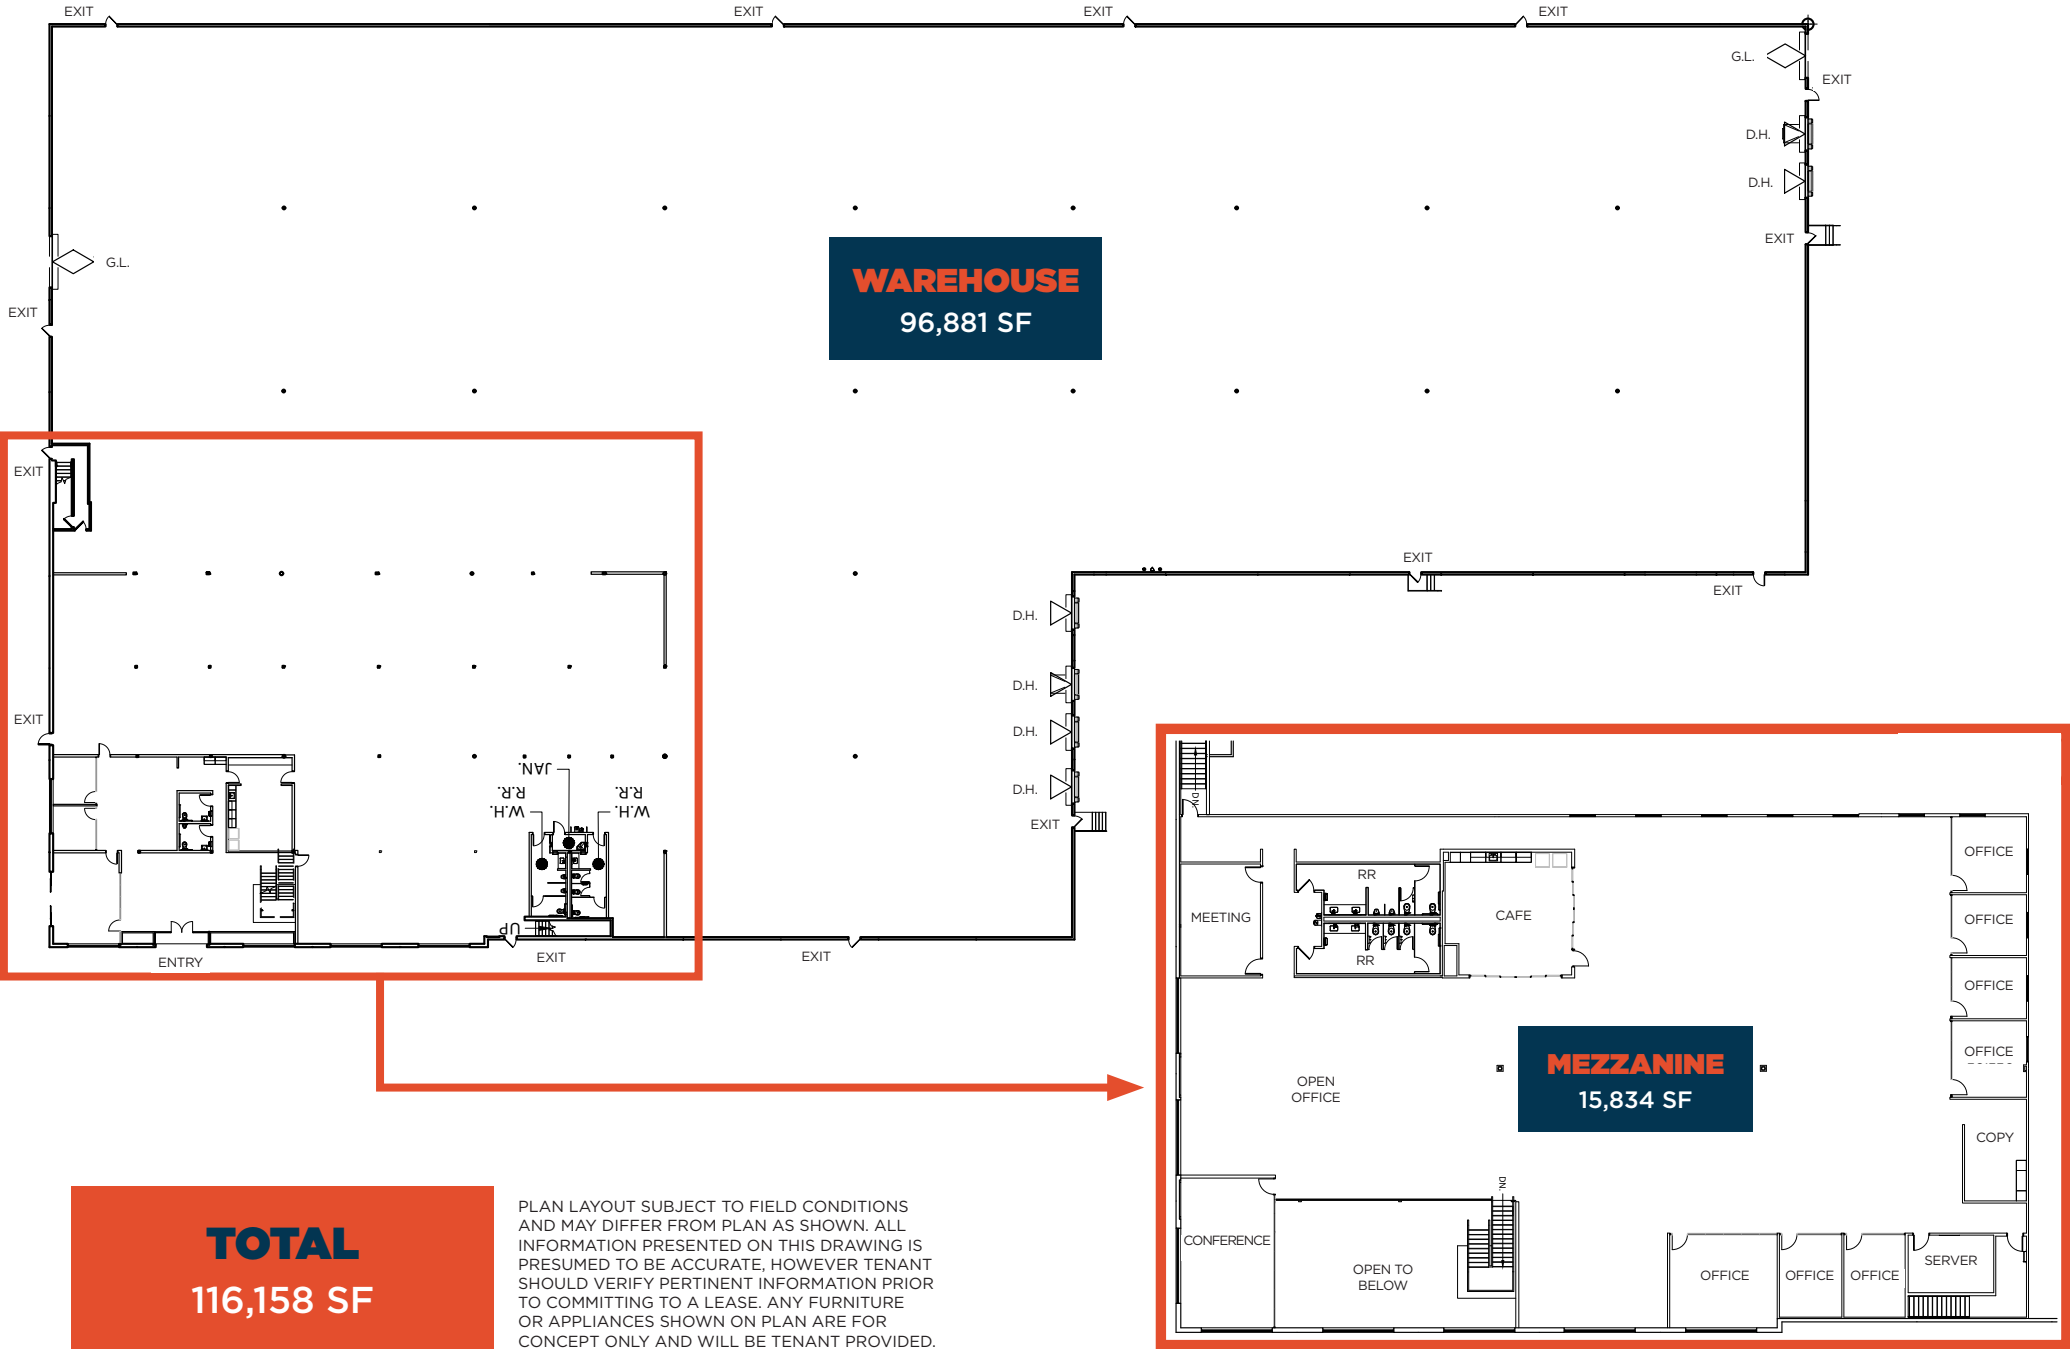 EXIT
EXIT
EXIT
EXIT
G.L.
EXIT
D.H.
D.H.
EXIT
G.L.
EXIT
WAREHOUSE
96,881 SF
EXIT
EXIT
EXIT
D.H.
D.H.
D.H.
D.H.
EXIT
EXIT
JAN.
R.R.
W.H.
R.R.
W.H.
UP
EXIT
EXIT
ENTRY
DN.
OFFICE
RR
MEETING
CAFE
OFFICE
RR
OFFICE
OFFICE
MEZZANINE
15,834 SF
OPEN
OFFICE
COPY
DN.
CONFERENCE
OPEN TO
BELOW
OFFICE
OFFICE
OFFICE
SERVER
TOTAL
116,158 SF
PLAN LAYOUT SUBJECT TO FIELD CONDITIONS
AND MAY DIFFER FROM PLAN AS SHOWN. ALL
INFORMATION PRESENTED ON THIS DRAWING IS
PRESUMED TO BE ACCURATE, HOWEVER TENANT
SHOULD VERIFY PERTINENT INFORMATION PRIOR
TO COMMITTING TO A LEASE. ANY FURNITURE
OR APPLIANCES SHOWN ON PLAN ARE FOR
CONCEPT ONLY AND WILL BE TENANT PROVIDED.